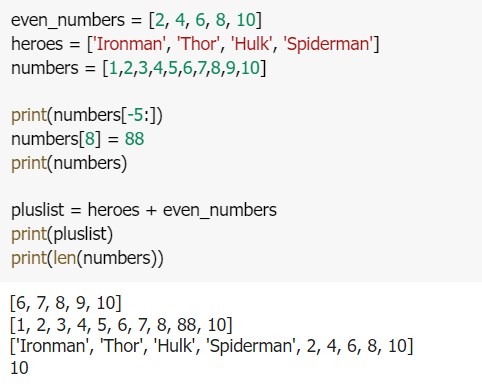 even_numbers = [2, 4, 6, 8, 10]
heroes = ['Ironman', 'Thor', 'Hulk', 'Spiderman']
numbers = [1,2,3,4,5,6,7,8,9,10]
print(numbers[-5:])
numbers[8] = 88
print(numbers)
pluslist = heroes + even_numbers
print(pluslist)
print(len(numbers))
[6, 7, 8, 9, 10]
[1, 2, 3, 4, 5, 6, 7, 8, 88, 10]
['Ironman', 'Thor', 'Hulk', 'Spiderman', 2, 4, 6, 8, 10]
10